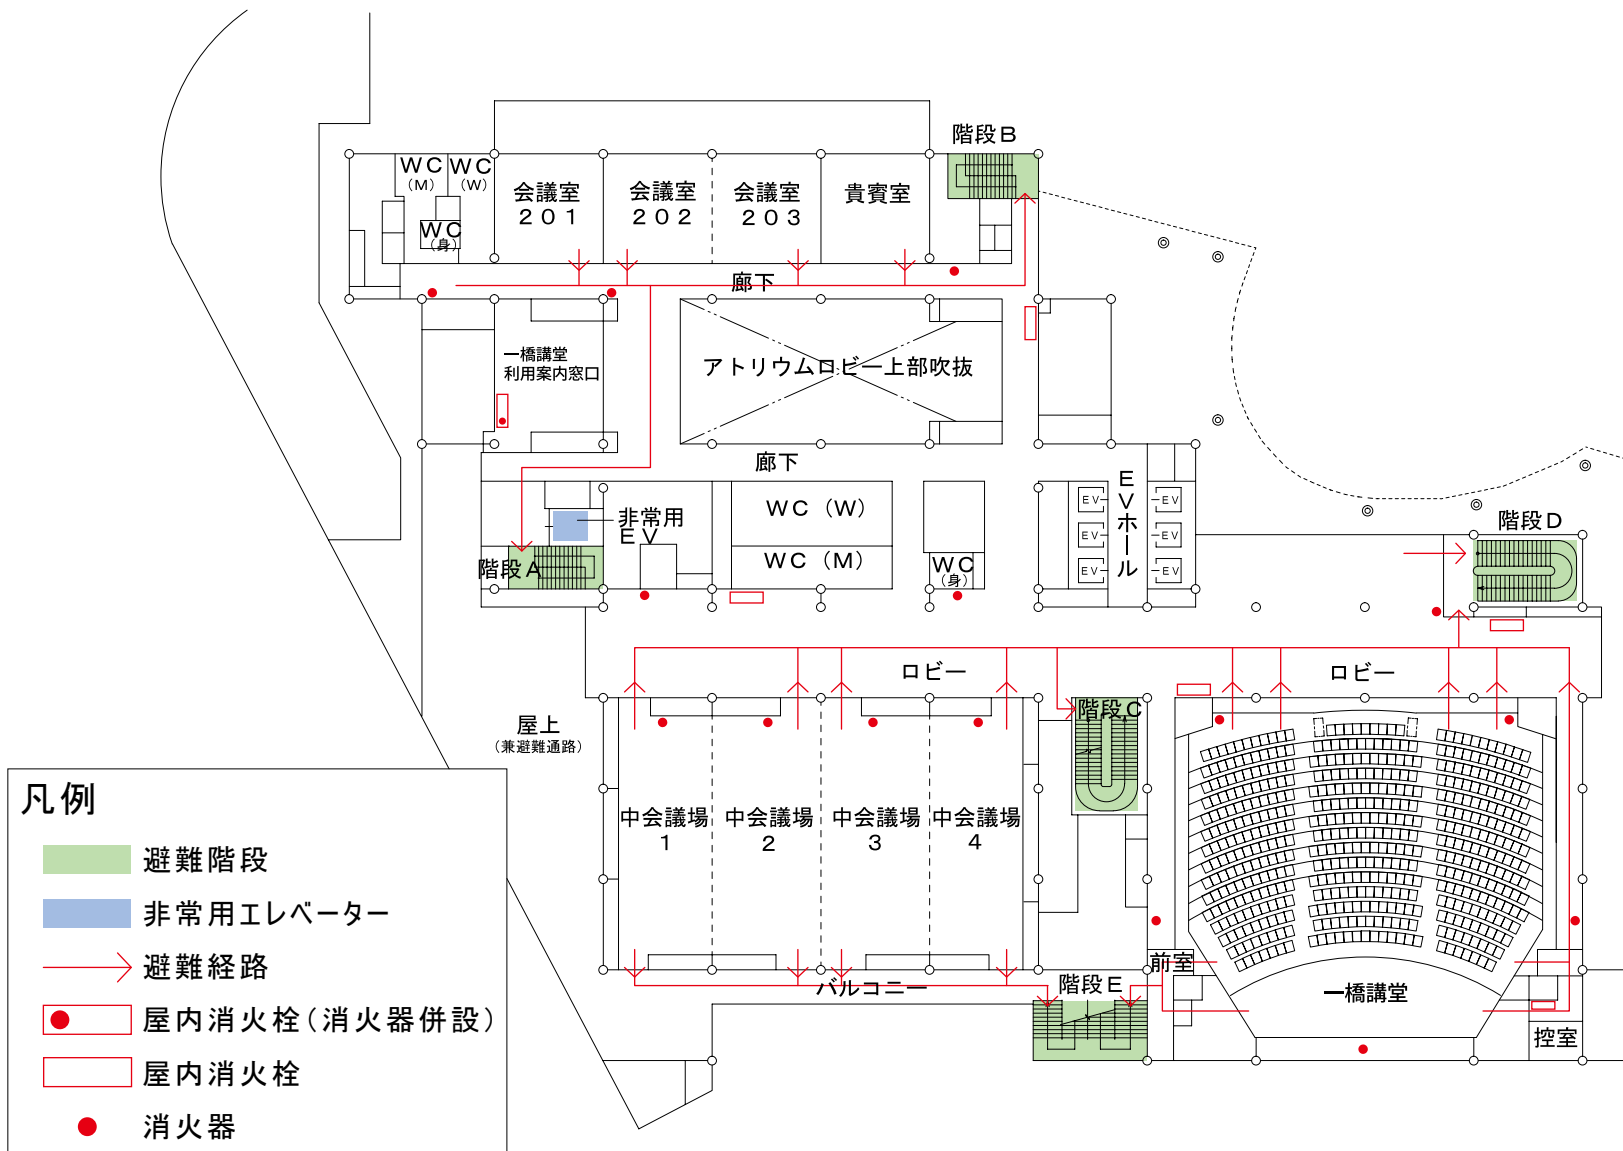 階段B
WC
(M)
WC
(W)
WC
(身)
会議室
201
会議室
202
会議室
203
貴賓室
廊下
一橋講堂
利用案内窓口
アトリウムロビー上部吹抜
廊下
非常用
EV
階段A
WC (W)
WC (M)
WC
(身)
EVホール
EV
EV
EV
EV
EV
EV
階段D
ロビー
ロビー
屋上
(兼避難通路)
階段C
中会議場
1
中会議場
2
中会議場
3
中会議場
4
前室
バルコニー
階段E
一橋講堂
控室
凡例
避難階段
非常用エレベーター
避難経路
屋内消火栓(消火器併設)
屋内消火栓
消火器